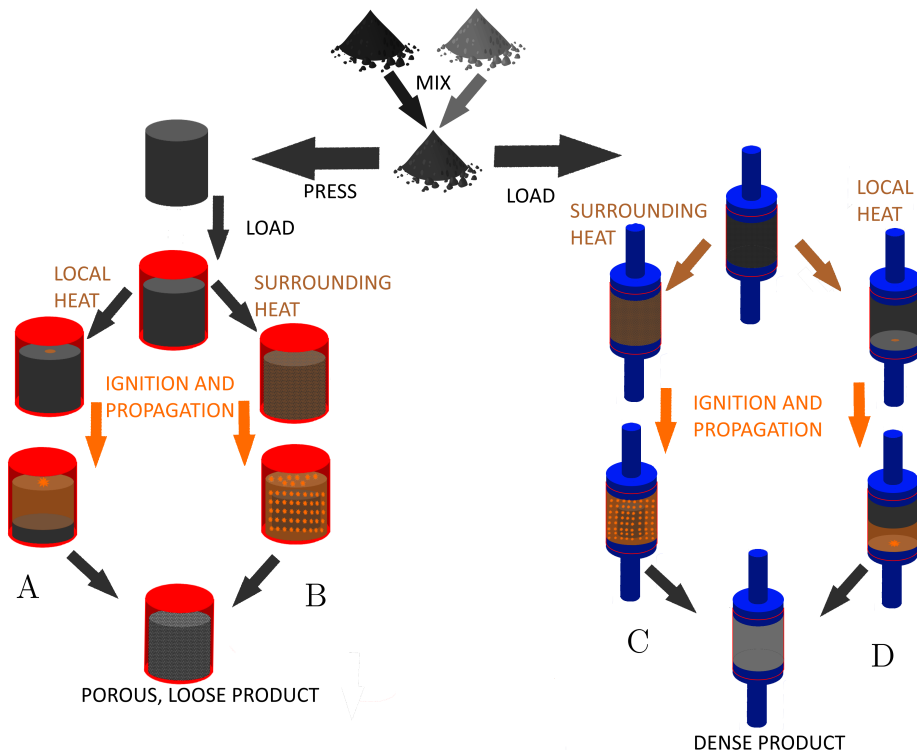 MIX
PRESS
LOAD
LOAD
LOCAL
HEAT
SURROUNDING
HEAT
IGNITION AND
PROPAGATION
A
B
POROUS, LOOSE PRODUCT
SURROUNDING
HEAT
LOCAL
HEAT
IGNITION AND
PROPAGATION
C
D
DENSE PRODUCT